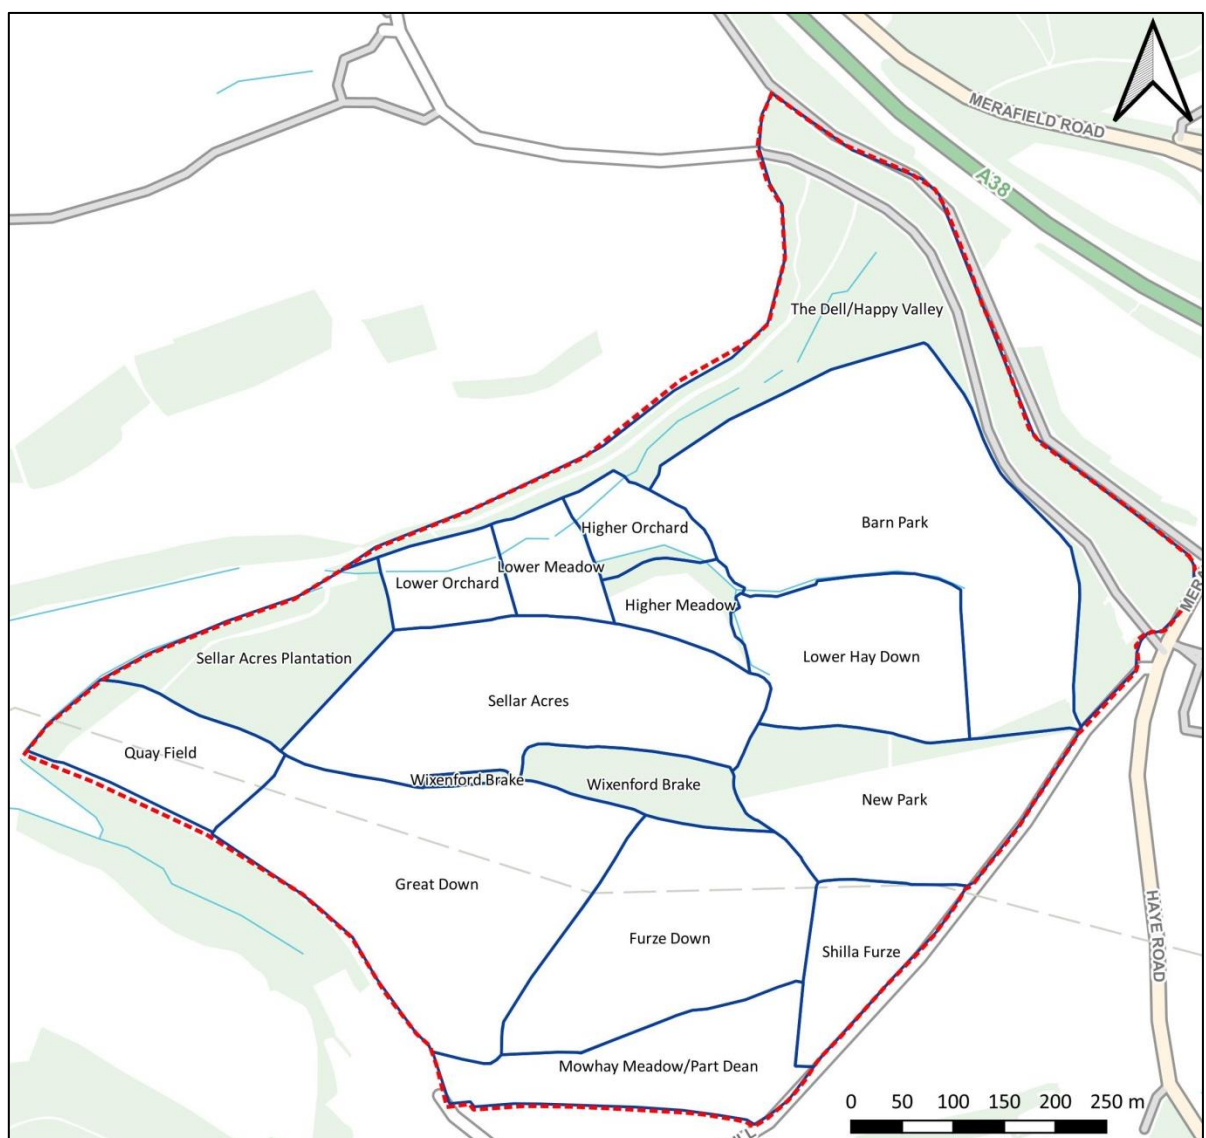 MERAFIELD ROAD
A38
The Dell/Happy Valley
Barn Park
Higher Orchard
Lower Meadow
Lower Orchard
Higher Meadow
MERA
Lower Hay Down
Sellar Acres Plantation
Sellar Acres
Quay Field
Wixenford Brake
Wixenford Brake
New Park
Great Down
HAYE ROAD
Furze Down
Shilla Furze
Mowhay Meadow/Part Dean
0 50 100 150 200 250 m